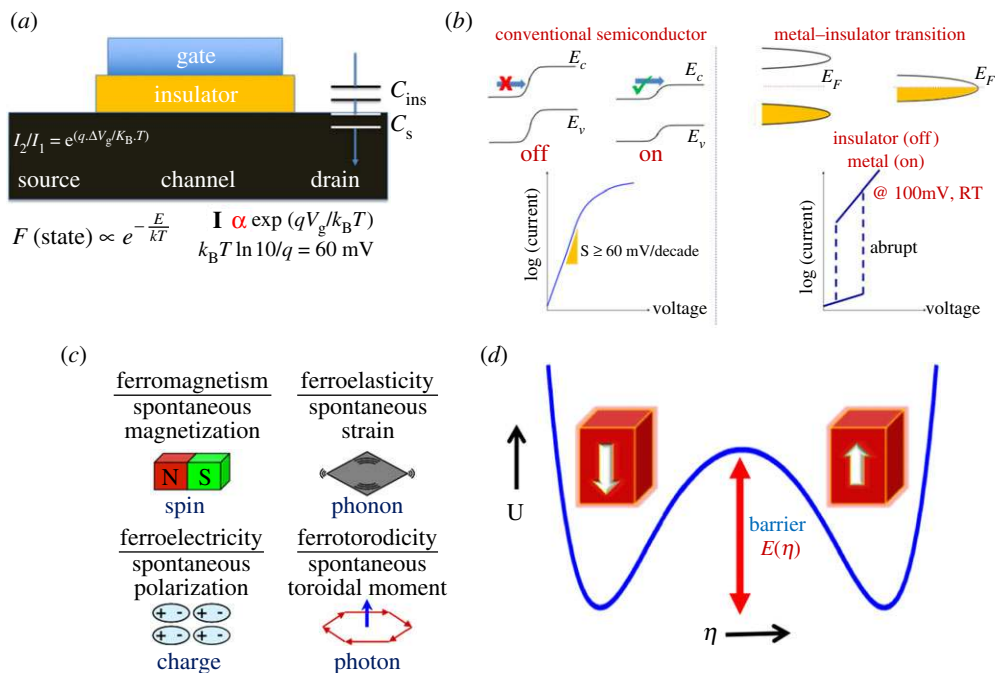 (a)
gate
insulator
C_ins
C_s
I_2/I_1 = e^(q.ΔV_g/K_B.T)
source channel drain
F (state) ∝ e^(-E/kT)
I α exp (qV_g/k_BT)
k_BT ln 10/q = 60 mV
(b)
conventional semiconductor
E_c
E_c
E_v
E_v
off
on
log (current)
S ≥ 60 mV/decade
voltage
metal–insulator transition
E_F
E_F
insulator (off)
metal (on)
@ 100mV, RT
abrupt
log (current)
voltage
(c)
ferromagnetism
spontaneous
magnetization
N S
spin
ferroelasticity
spontaneous
strain
phonon
ferroelectricity
spontaneous
polarization
+ - + -
+ - + -
charge
ferrotorodicity
spontaneous
toroidal moment
photon
(d)
U
barrier
E(η)
η